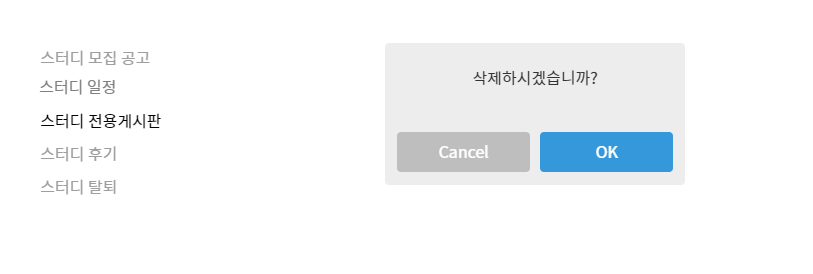 스터디 모집 공고
스터디 일정
스터디 전용게시판
스터디 후기
스터디 탈퇴
삭제하시겠습니까?
Cancel
OK